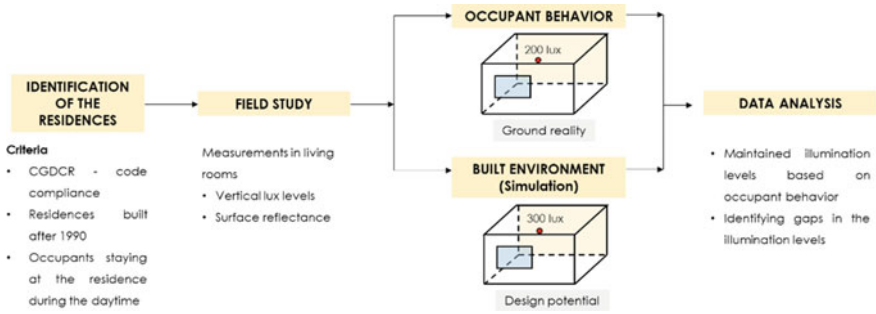 IDENTIFICATION
OF THE
RESIDENCES
Criteria
• CGDCR - code
compliance
• Residences built
after 1990
• Occupants staying
at the residence
during the daytime
FIELD STUDY
Measurements in living
rooms
• Vertical lux levels
• Surface reflectance
OCCUPANT BEHAVIOR
200 lux
Ground reality
BUILT ENVIRONMENT
(Simulation)
300 lux
Design potential
DATA ANALYSIS
• Maintained illumination
levels based on
occupant behavior
• Identifying gaps in the
illumination levels